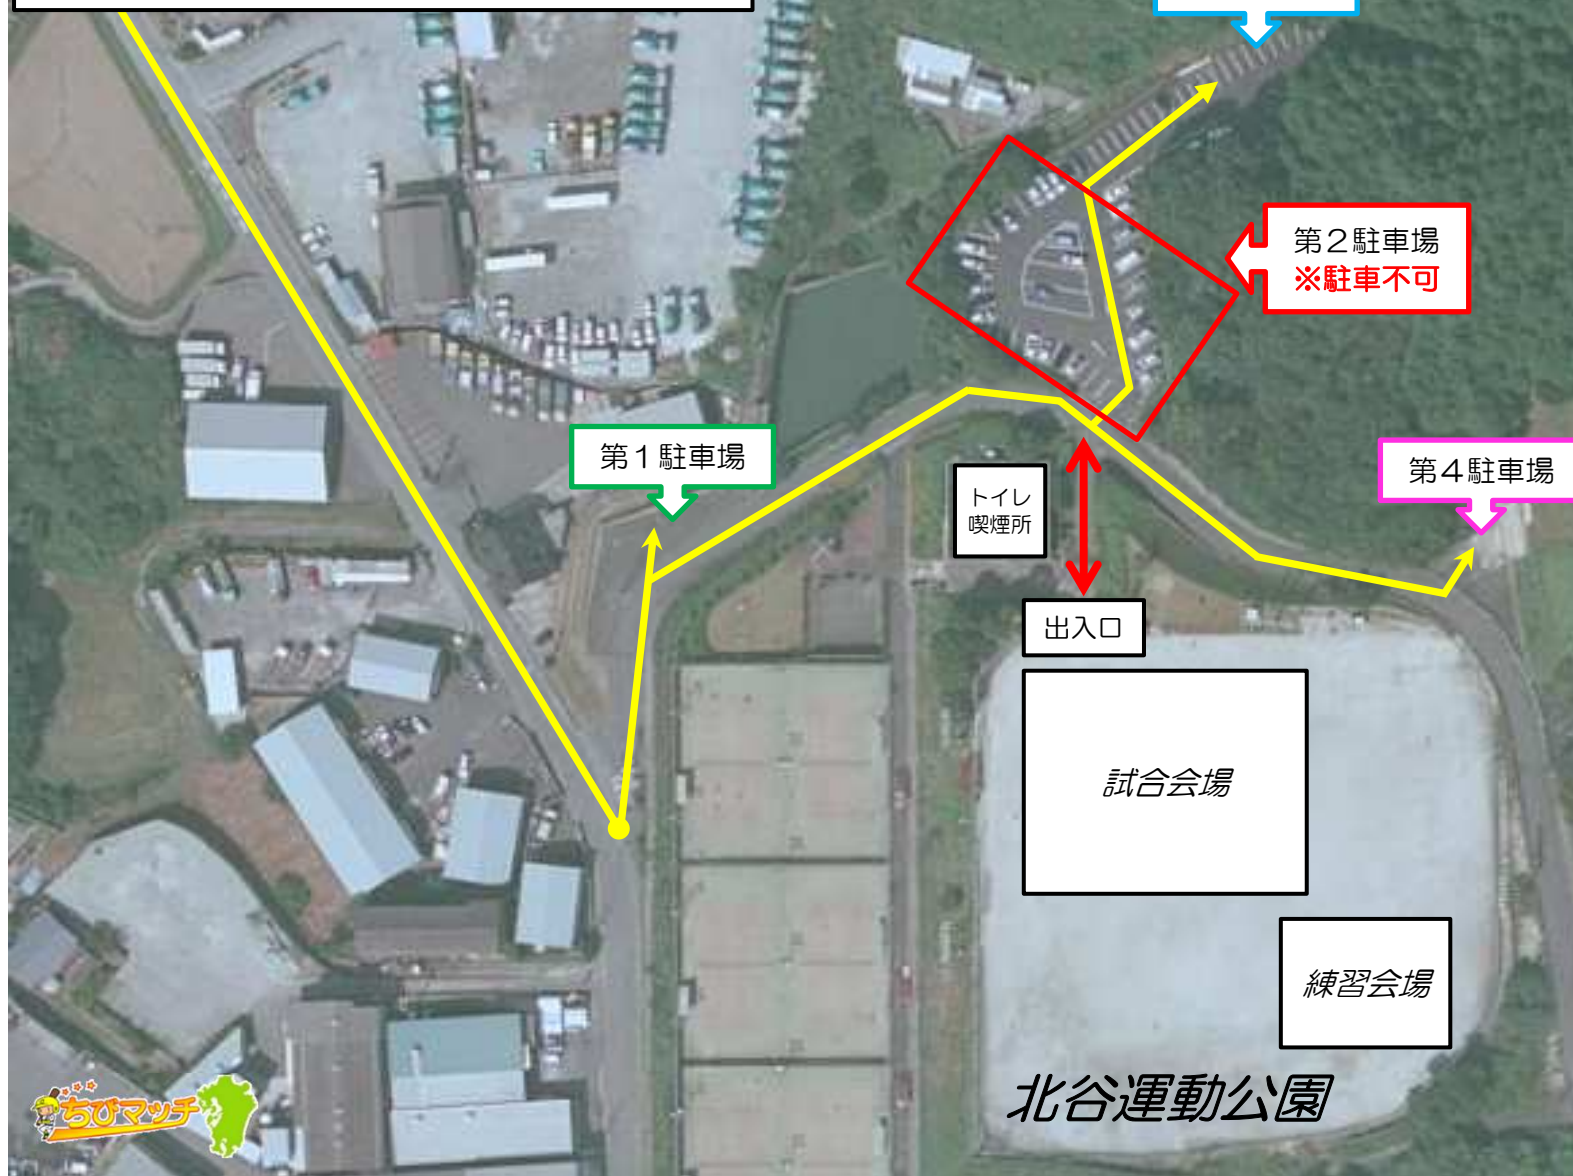 第２駐車場
※駐車不可
第１駐車場
第４駐車場
トイレ
喫煙所
出入口
試合会場
練習会場
北谷運動公園
ちびマッチ